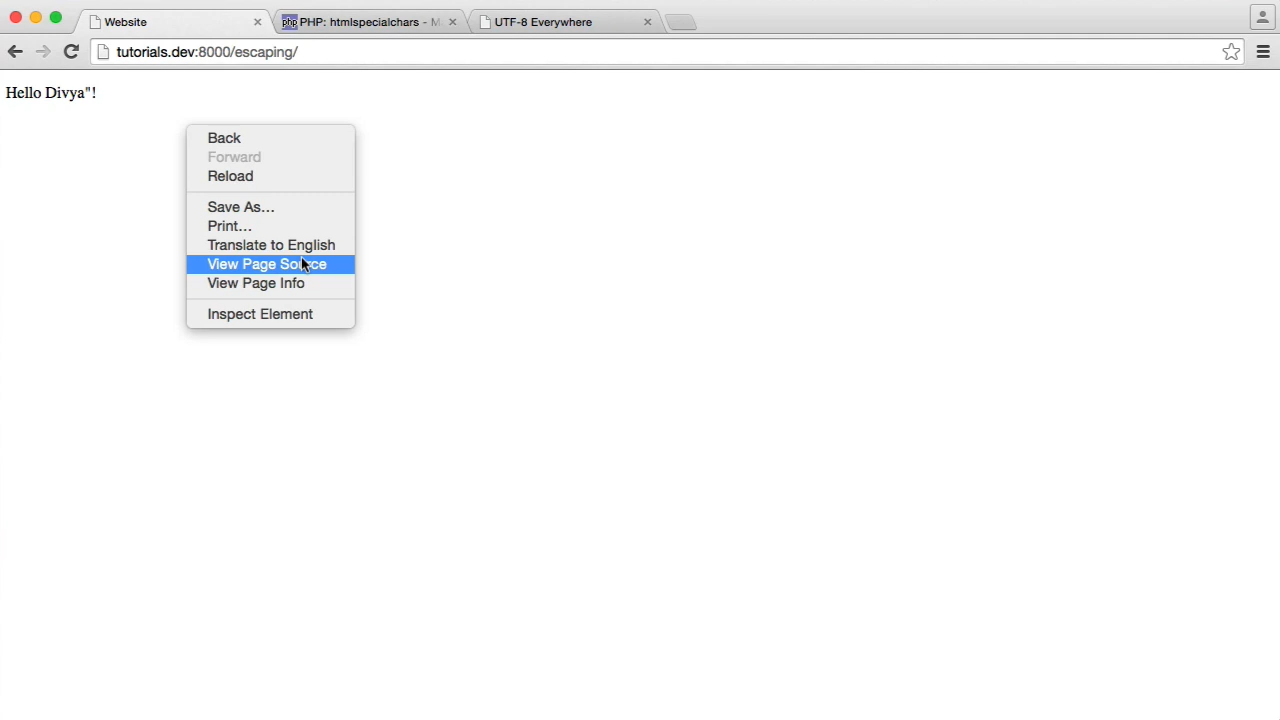 Website
php PHP: htmlspecialchars - M
UTF-8 Everywhere
tutorials.dev:8000/escaping/
Hello Divya"!
Back
Forward
Reload
Save As...
Print...
Translate to English
View Page Source
View Page Info
Inspect Element